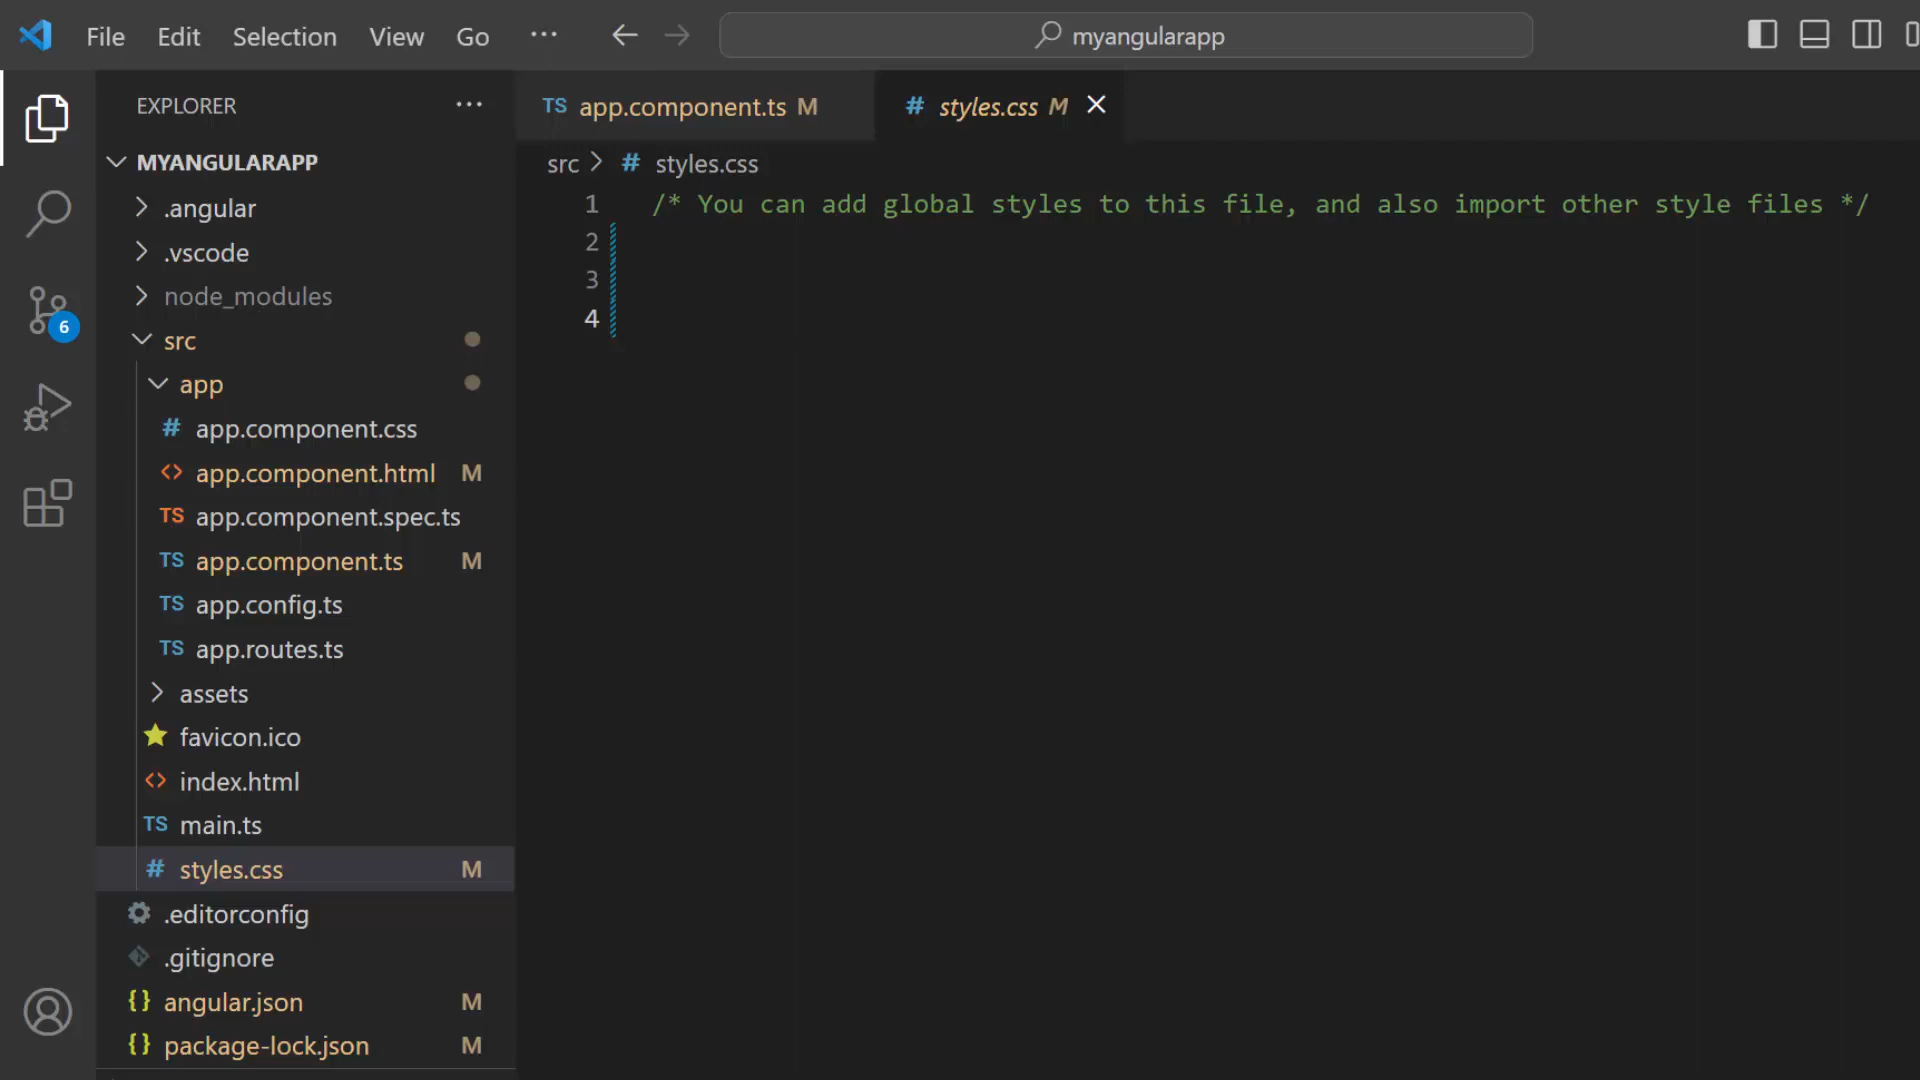 File Edit Selection View Go ··· myangularapp
EXPLORER ···
MYANGULARAPP
.angular
.vscode
node_modules
src
app
# app.component.css
<> app.component.html M
TS app.component.spec.ts
TS app.component.ts M
TS app.config.ts
TS app.routes.ts
assets
favicon.ico
<> index.html
TS main.ts
# styles.css M
.editorconfig
.gitignore
{} angular.json M
{} package-lock.json M
6
TS app.component.ts M # styles.css M
src > # styles.css
1 /* You can add global styles to this file, and also import other style files */
2
3
4